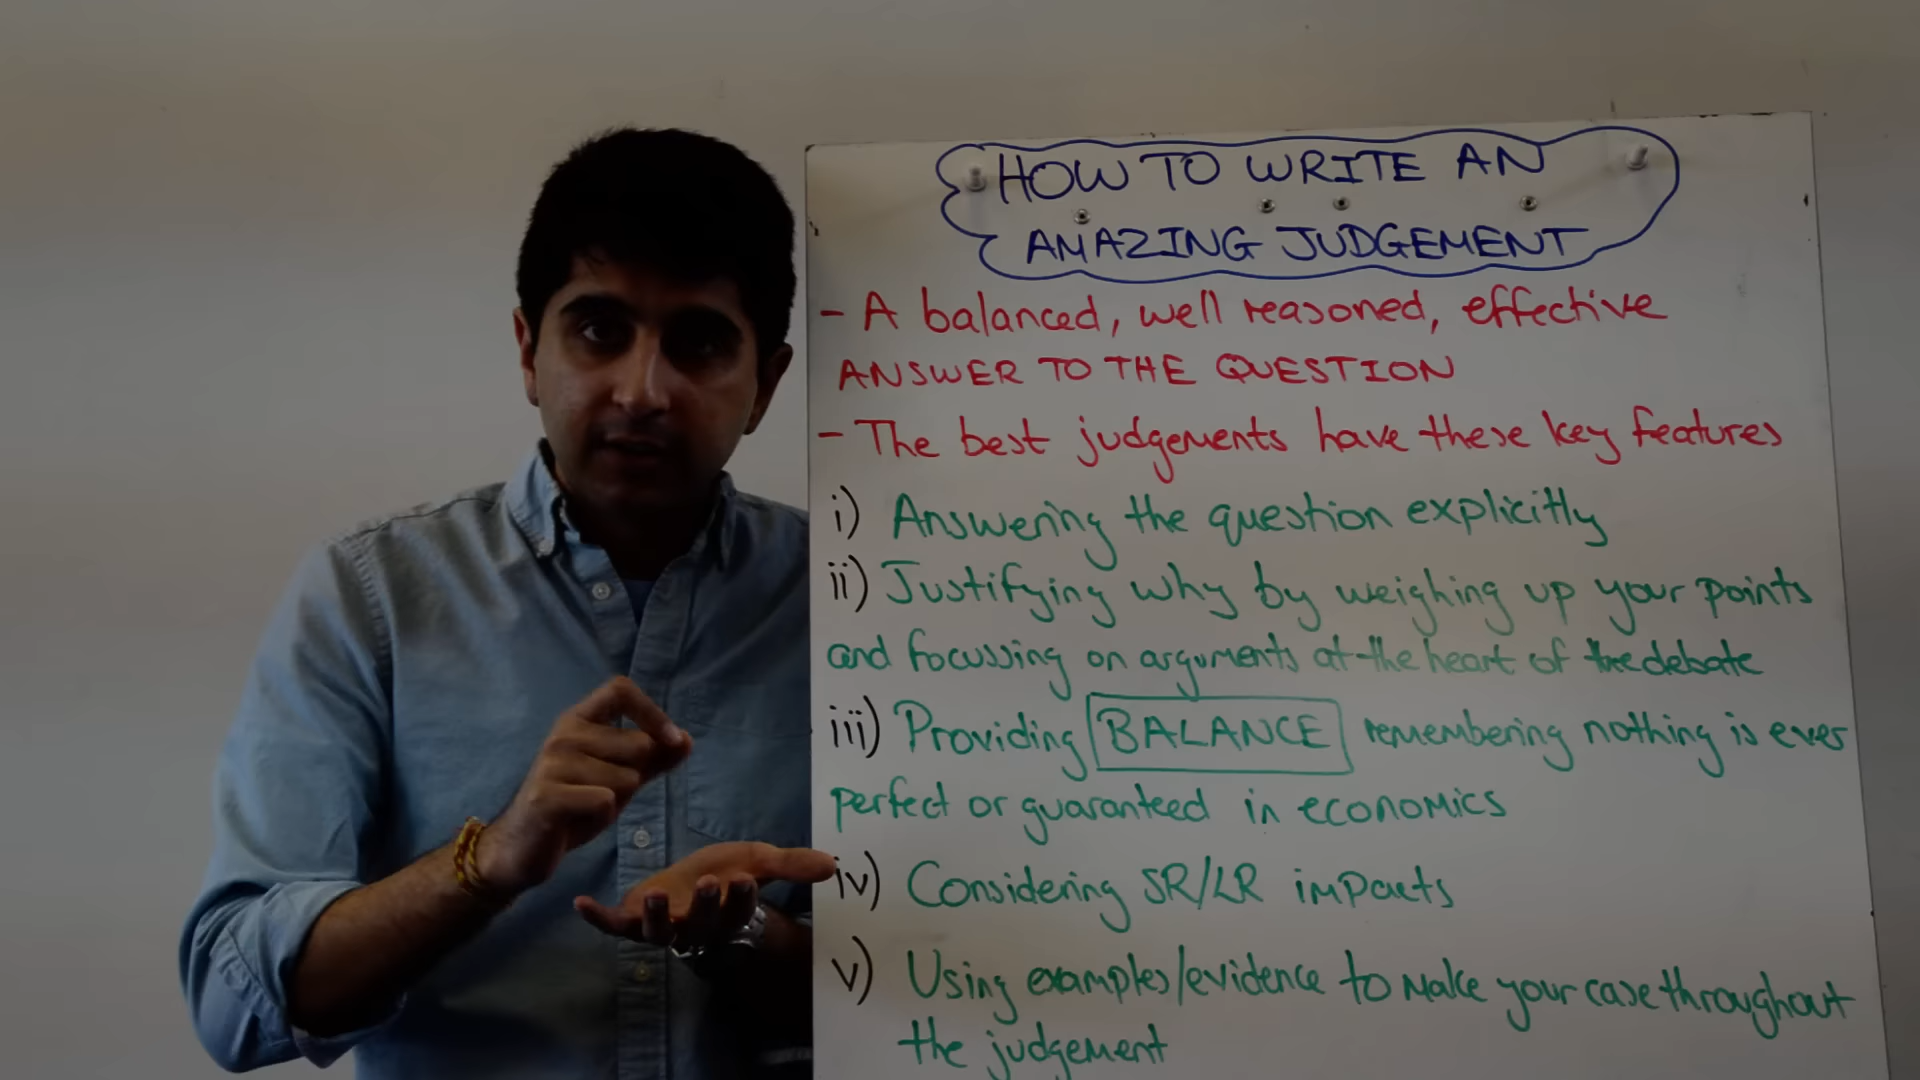 HOW TO WRITE AN
AMAZING JUDGEMENT
- A balanced, well reasoned, effective
ANSWER TO THE QUESTION
- The best judgements have these key features
i) Answering the question explicitly
ii) Justifying why by weighing up your points
and focussing on arguments at the heart of the debate
iii) Providing BALANCE remembering nothing is ever
perfect or guaranteed in economics
iv) Considering SR/LR impacts
v) Using examples/evidence to make your case throughout
the judgement